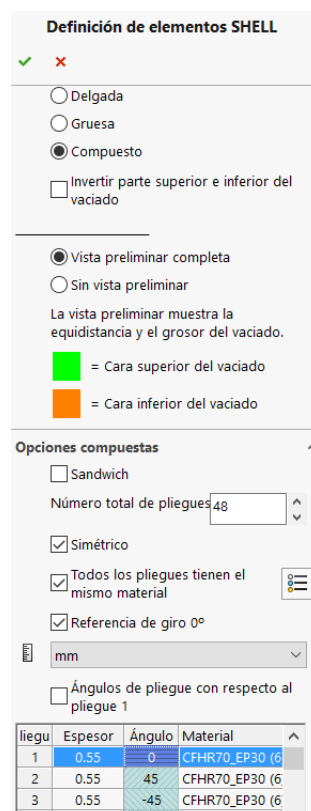 Definición de elementos SHELL
Delgada
Gruesa
Compuesto
Invertir parte superior e inferior del
vaciado
Vista preliminar completa
Sin vista preliminar
La vista preliminar muestra la
equidistancia y el grosor del vaciado.
= Cara superior del vaciado
= Cara inferior del vaciado
Opciones compuestas
Sandwich
Número total de pliegues 48
Simétrico
Todos los pliegues tienen el
mismo material
Referencia de giro 0º
mm
Ángulos de pliegue con respecto al
pliegue 1
liegu Espesor Ángulo Material
1 0.55 0 CFHR70_EP30 (6
2 0.55 45 CFHR70_EP30 (6
3 0.55 -45 CFHR70_EP30 (6